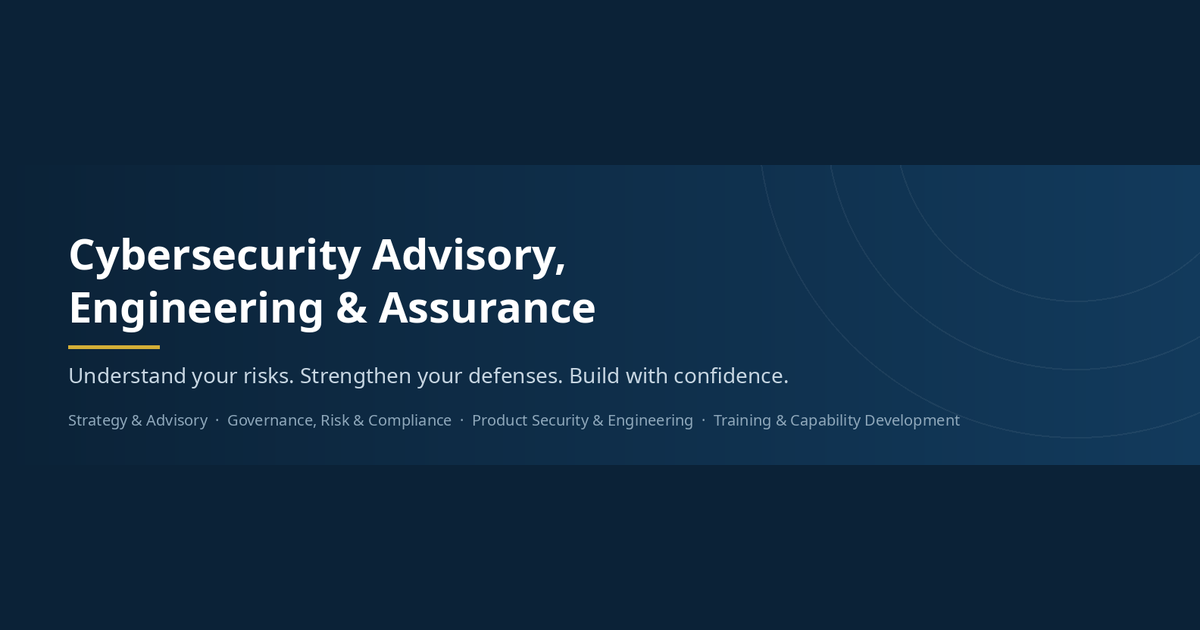 Cybersecurity Advisory,
Engineering & Assurance
Understand your risks. Strengthen your defenses. Build with confidence.
Strategy & Advisory · Governance, Risk & Compliance · Product Security & Engineering · Training & Capability Development